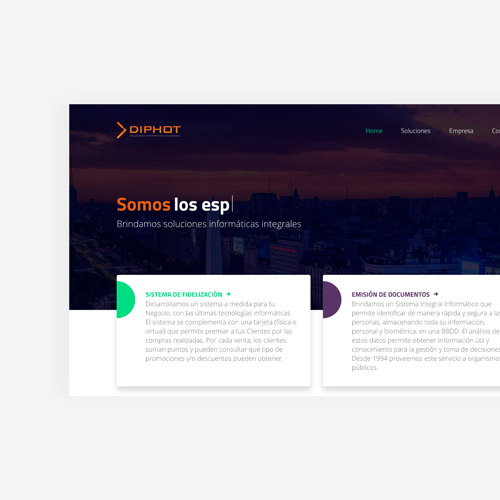 DIPHOT
Home Soluciones Empresa Co
Somos los esp
Brindamos soluciones informáticas integrales
SISTEMA DE FIDELIZACIÓN →
Desarrollamos un sistema a medida para tu
Negocio, con las últimas tecnologías informáticas.
El sistema se complementa con una tarjeta (física o
virtual) que permite premiar a tus Clientes por las
compras realizadas. Por cada venta, los clientes
suman puntos y pueden consultar qué tipo de
promociones y/o descuentos pueden obtener.
EMISIÓN DE DOCUMENTOS →
Brindamos un Sistema Integral Informático que
permite identificar de manera rápida y segura a la
personas, almacenando toda su información,
personal y biométrica, en una BBDD. El análisis de
estos datos permite obtener información útil y
conocimiento para la gestión y toma de decisiones
Desde 1994 proveemos este servicio a organismo
públicos.